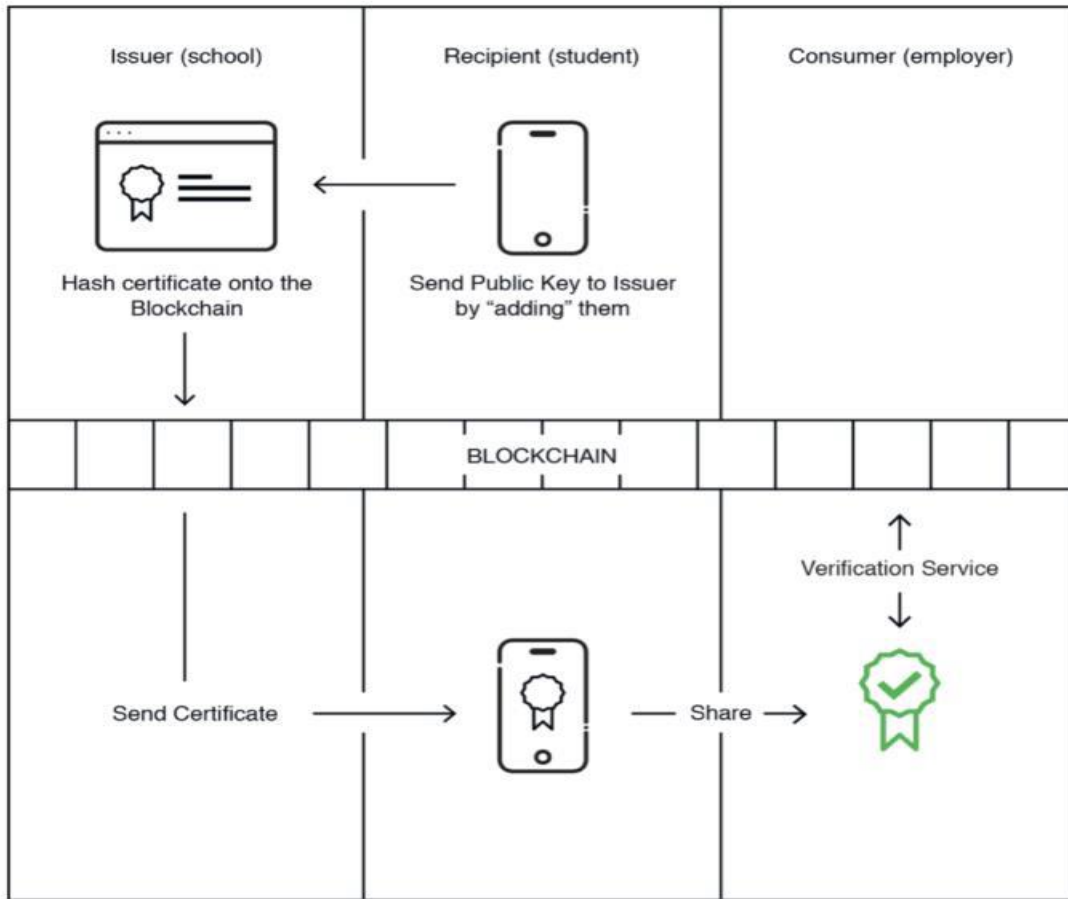 Issuer (school)
Recipient (student)
Consumer (employer)
Hash certificate onto the
Blockchain
Send Public Key to Issuer
by “adding” them
BLOCKCHAIN
Verification Service
Send Certificate
Share